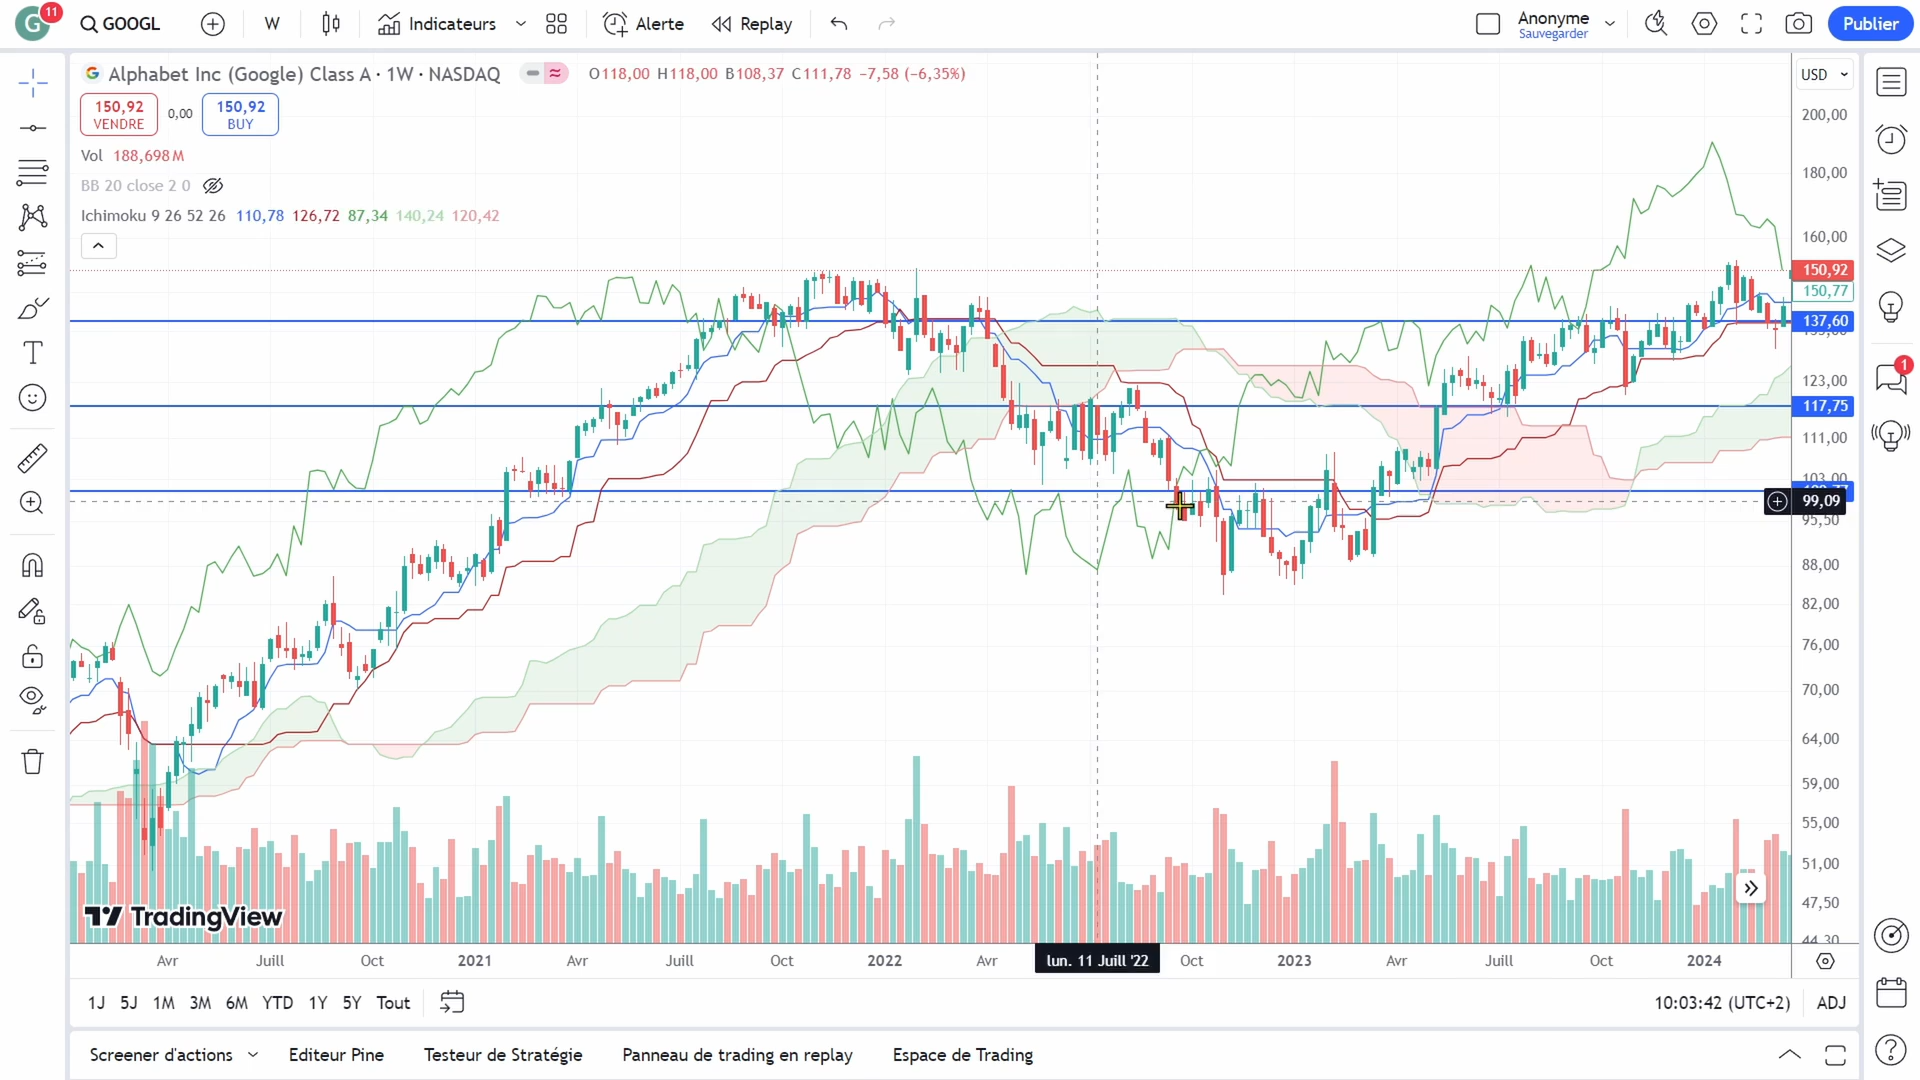 G 11 GOOGL W Indicateurs Alerte Replay Anonyme Publier
Sauvegarder
Alphabet Inc (Google) Class A · 1W · NASDAQ O118,00 H118,00 B108,37 C111,78 −7,58 (−6,35%) USD
150,92 0,00 150,92
VENDRE BUY
Vol 188,698 M
BB 20 close 2 0
Ichimoku 9 26 52 26 110,78 126,72 87,34 140,24 120,42
200,00
180,00
160,00
150,92
150,77
137,60
1
123,00
117,75
111,00
103,00
99,09
95,50
88,00
82,00
76,00
70,00
64,00
59,00
55,00
51,00
47,50
44,30
TradingView
Avr Juill Oct 2021 Avr Juill Oct 2022 Avr lun. 11 Juill '22 Oct 2023 Avr Juill Oct 2024
1J 5J 1M 3M 6M YTD 1Y 5Y Tout 10:03:42 (UTC+2) ADJ
Screener d'actions Editeur Pine Testeur de Stratégie Panneau de trading en replay Espace de Trading